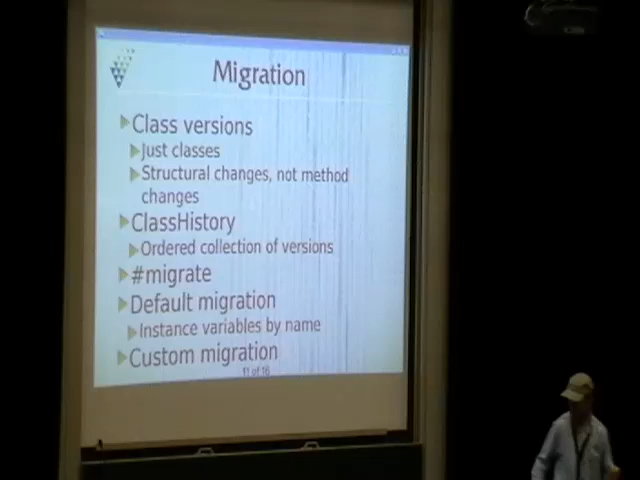 Migration
Class versions
Just classes
Structural changes, not method
changes
ClassHistory
Ordered collection of versions
#migrate
Default migration
Instance variables by name
Custom migration
11 of 16